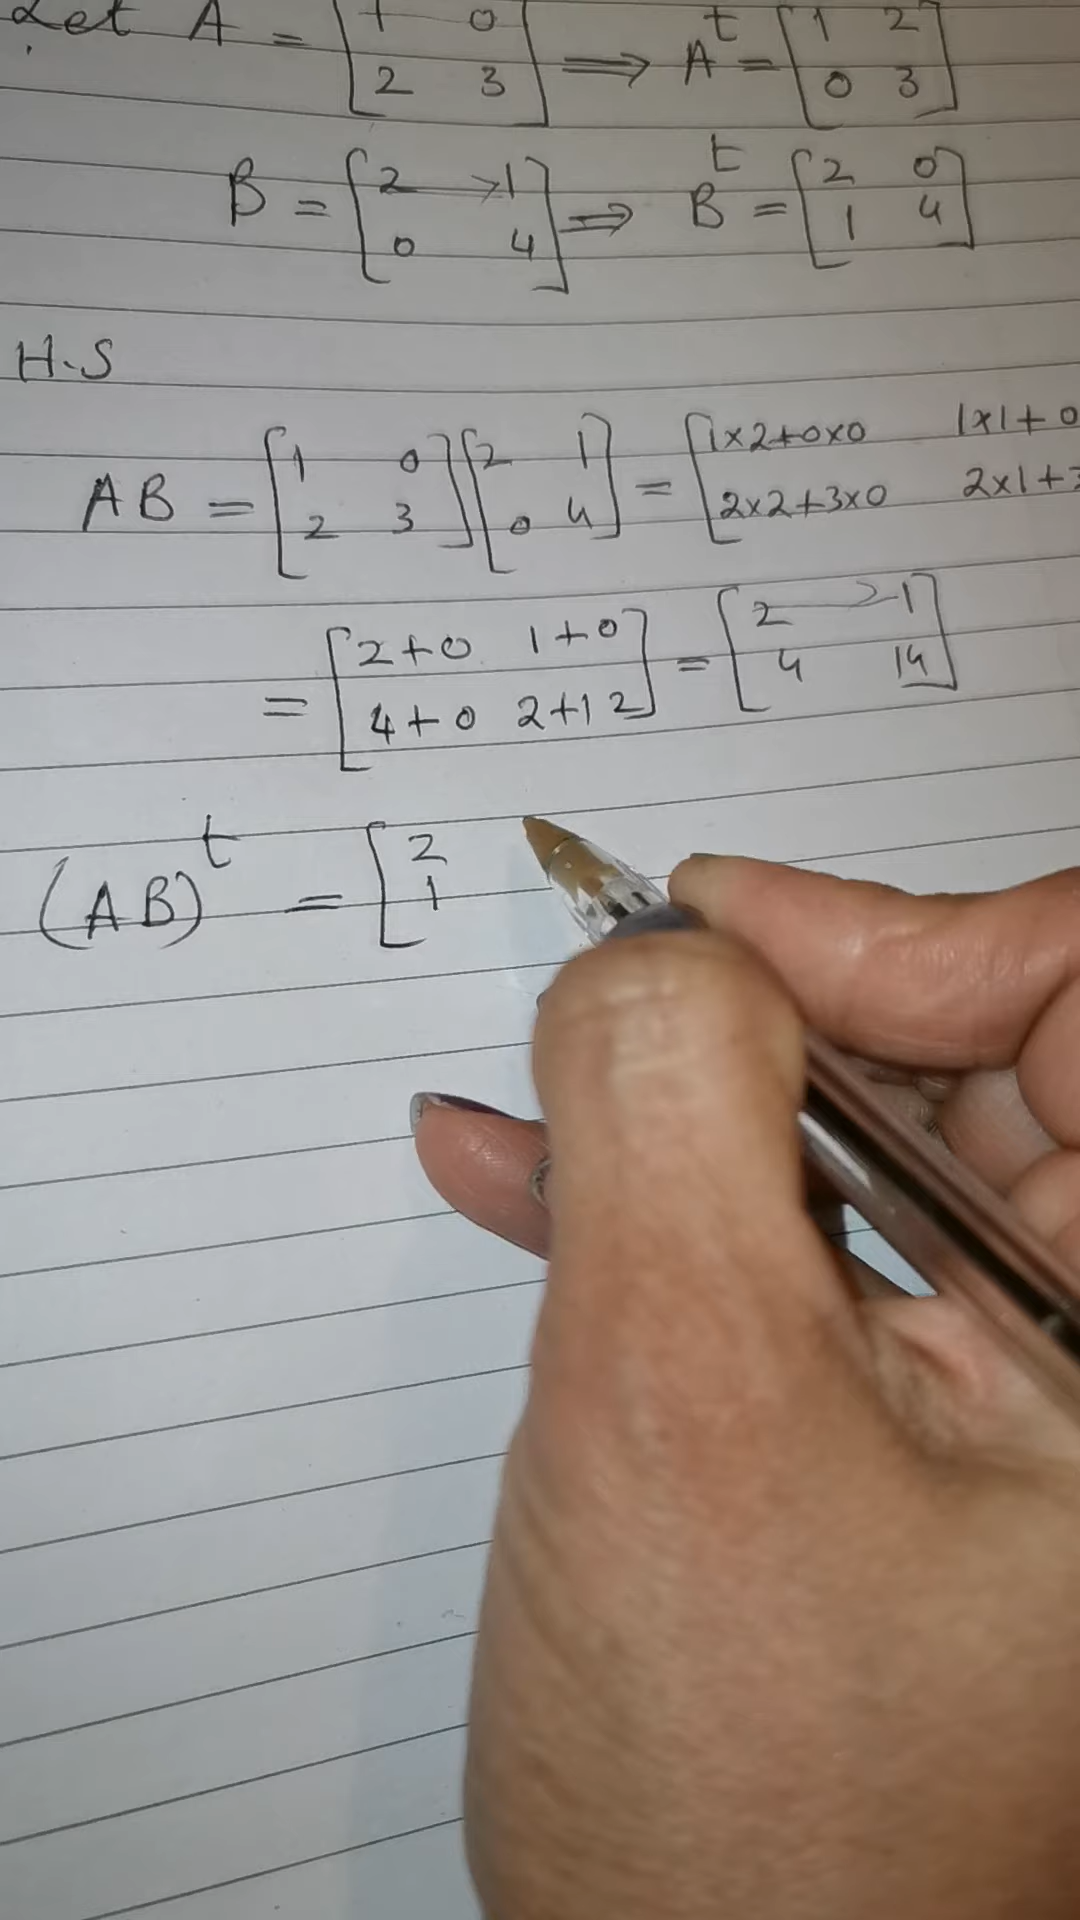 Let A = [1 0 2 3] ⟹ Aᵗ = [1 2 0 3]
B = [2 → 1 0 4] ⟹ Bᵗ = [2 0 1 4]
H.S
AB = [1 0 2 3] [2 1 0 4] = [1×2+0×0 1×1+0 2×2+3×0 2×1+3
= [2+0 1+0 4+0 2+12] = [2 → 1 4 14]
(AB)ᵗ = [2 1